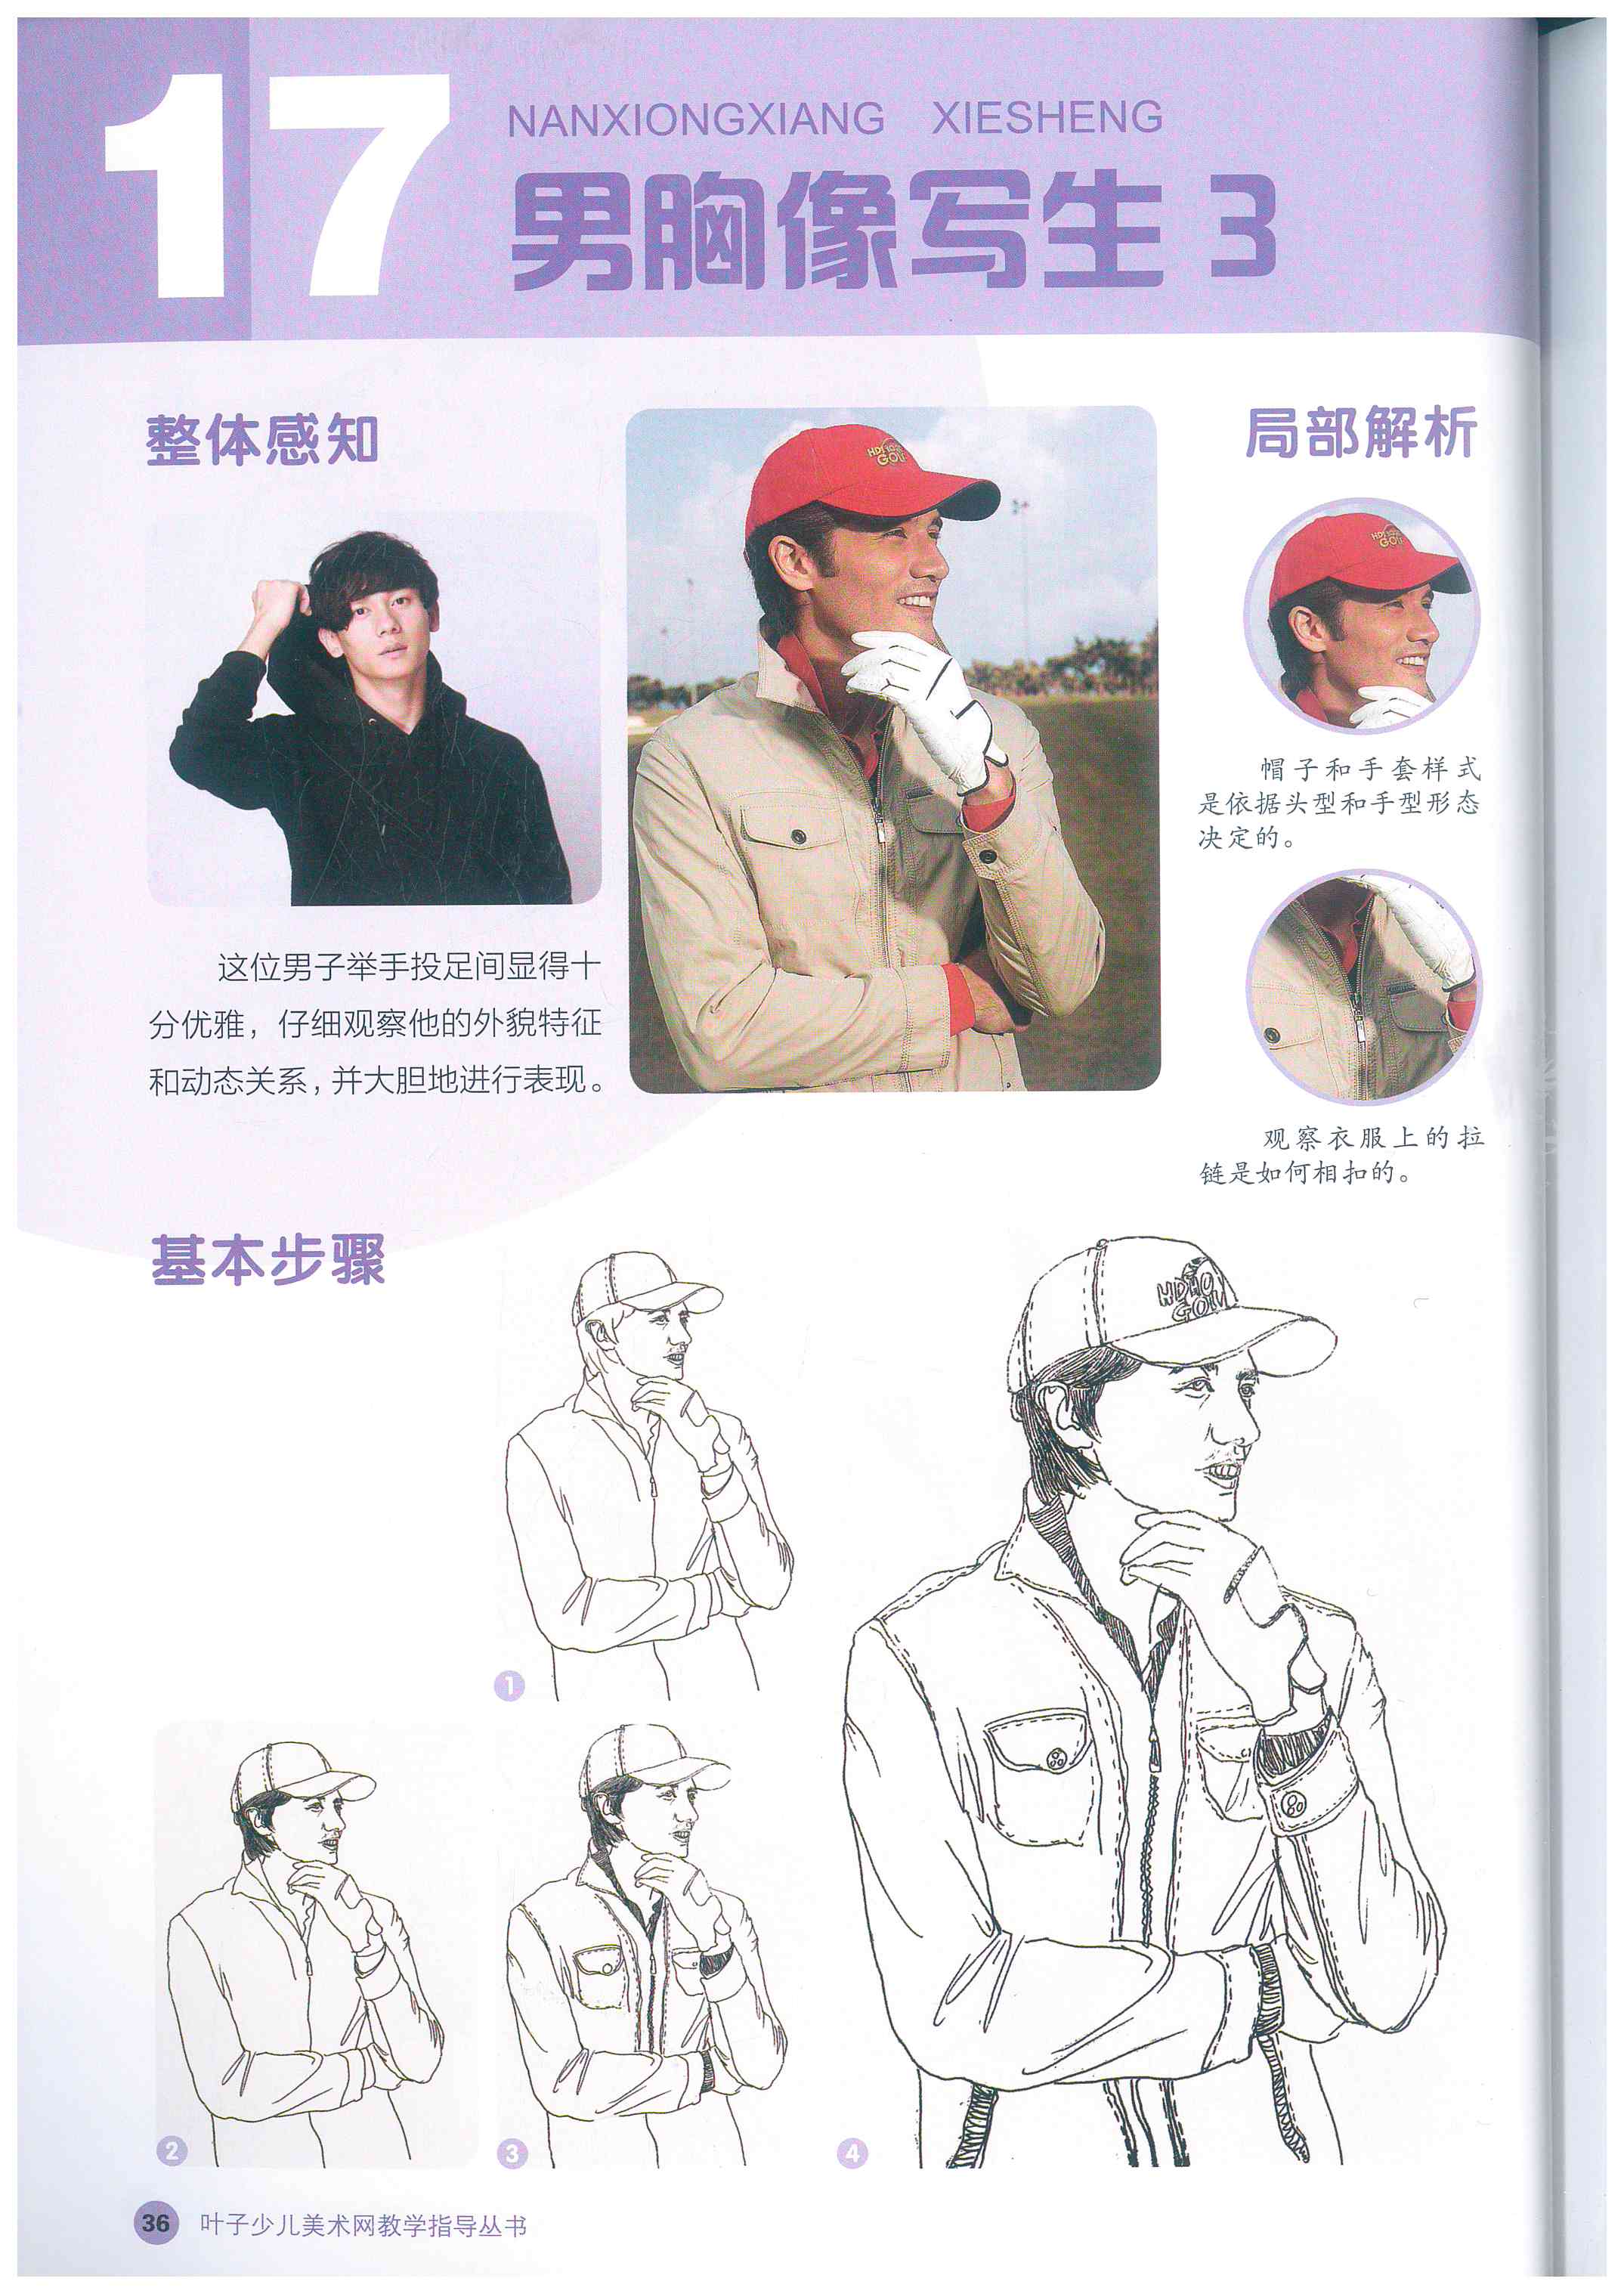 17
NANXIONGXIANG XIESHENG
男胸像写生 3
整体感知
这位男子举手投足间显得十
分优雅，仔细观察他的外貌特征
和动态关系，并大胆地进行表现。
局部解析
帽子和手套样式
是依据头型和手型形态
决定的。
观察衣服上的拉
链是如何相扣的。
基本步骤
1
2
3
4
36 叶子少儿美术网教学指导丛书